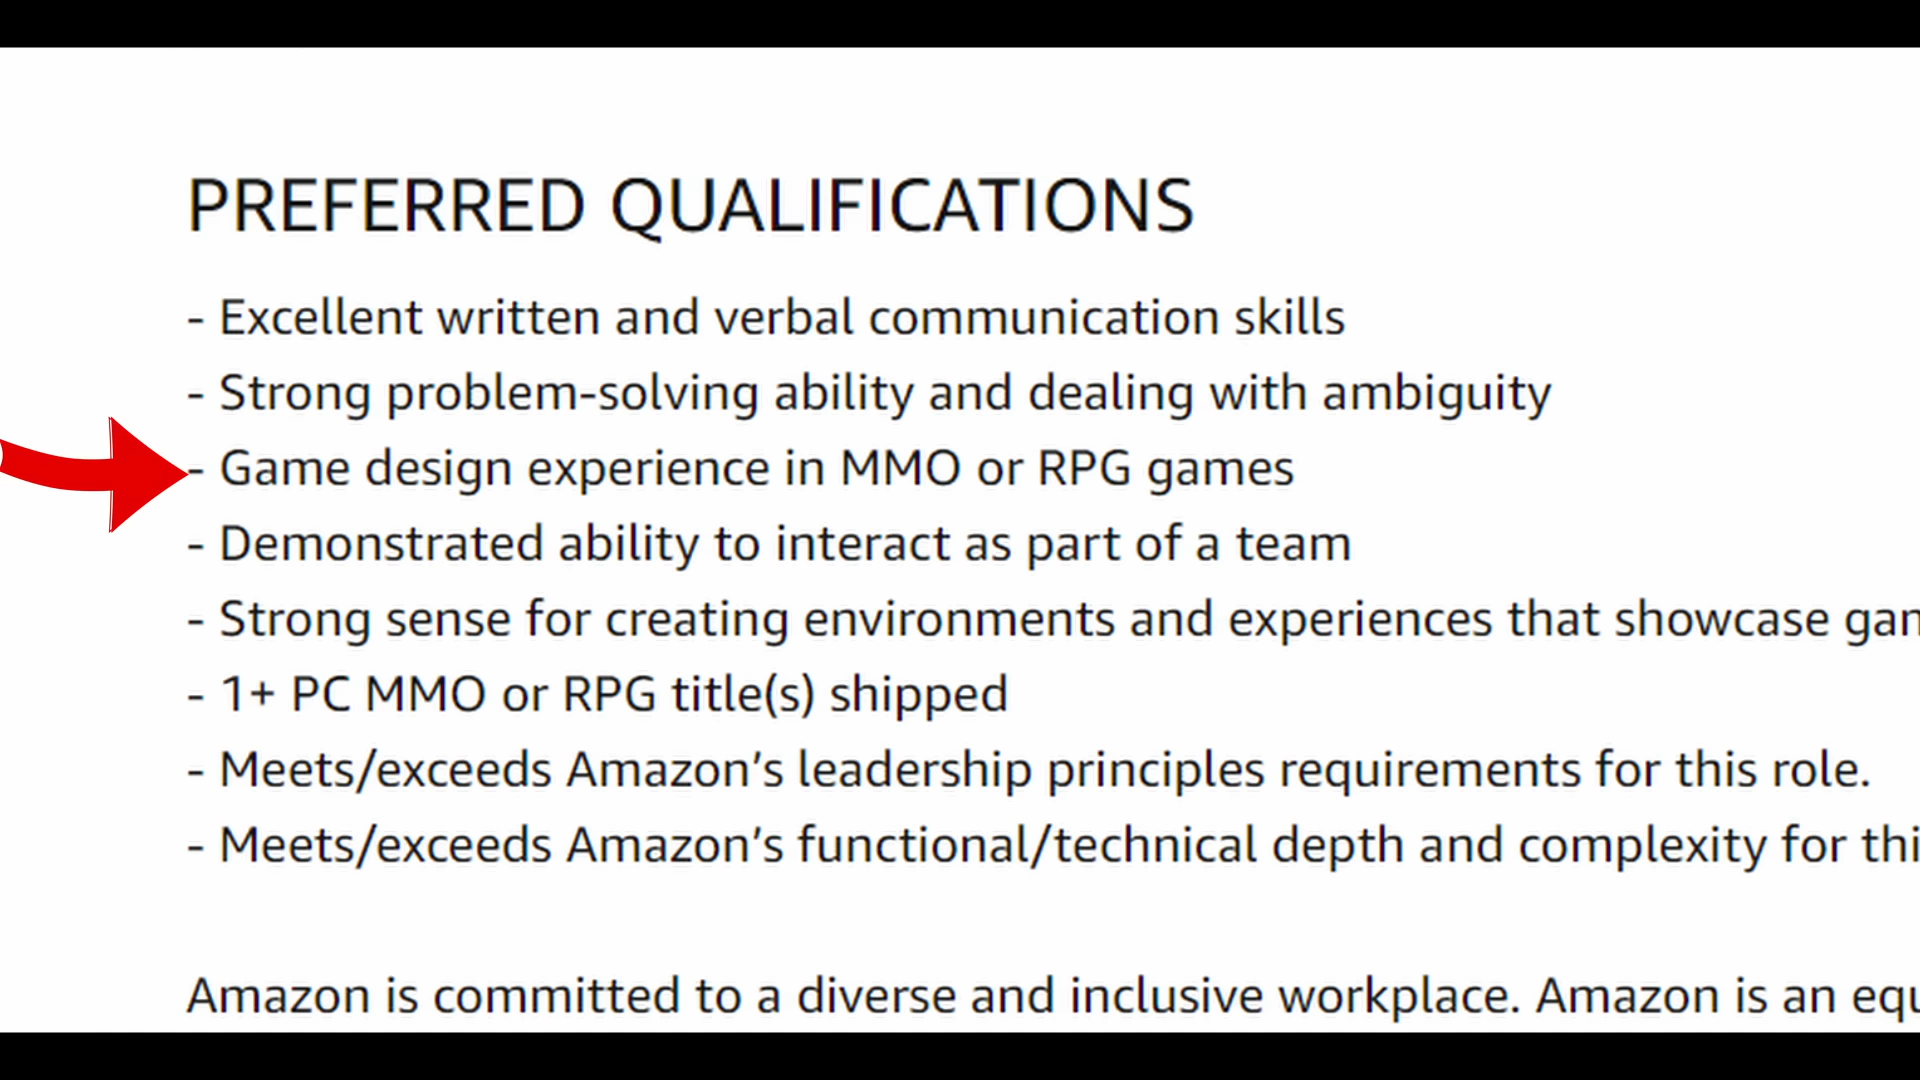 PREFERRED QUALIFICATIONS
- Excellent written and verbal communication skills
- Strong problem-solving ability and dealing with ambiguity
- Game design experience in MMO or RPG games
- Demonstrated ability to interact as part of a team
- Strong sense for creating environments and experiences that showcase
- 1+ PC MMO or RPG title(s) shipped
- Meets/exceeds Amazon’s leadership principles requirements for this role.
- Meets/exceeds Amazon’s functional/technical depth and complexity for
Amazon is committed to a diverse and inclusive workplace. Amazon is an